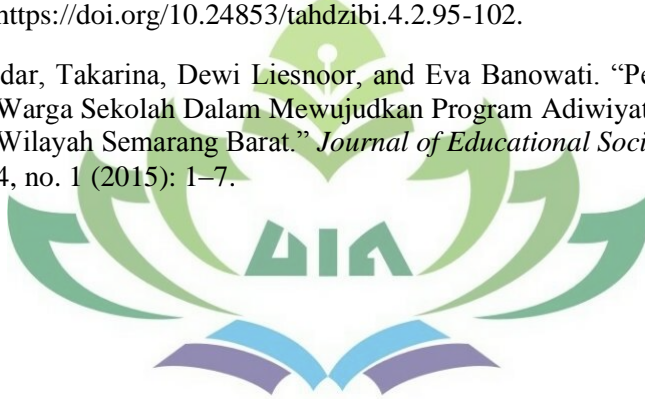 https://doi.org/10.24853/tahdzibi.4.2.95-102.
dar, Takarina, Dewi Liesnoor, and Eva Banowati. “Pe
Warga Sekolah Dalam Mewujudkan Program Adiwiyat
Wilayah Semarang Barat.” Journal of Educational Soci
4, no. 1 (2015): 1–7.
UIN